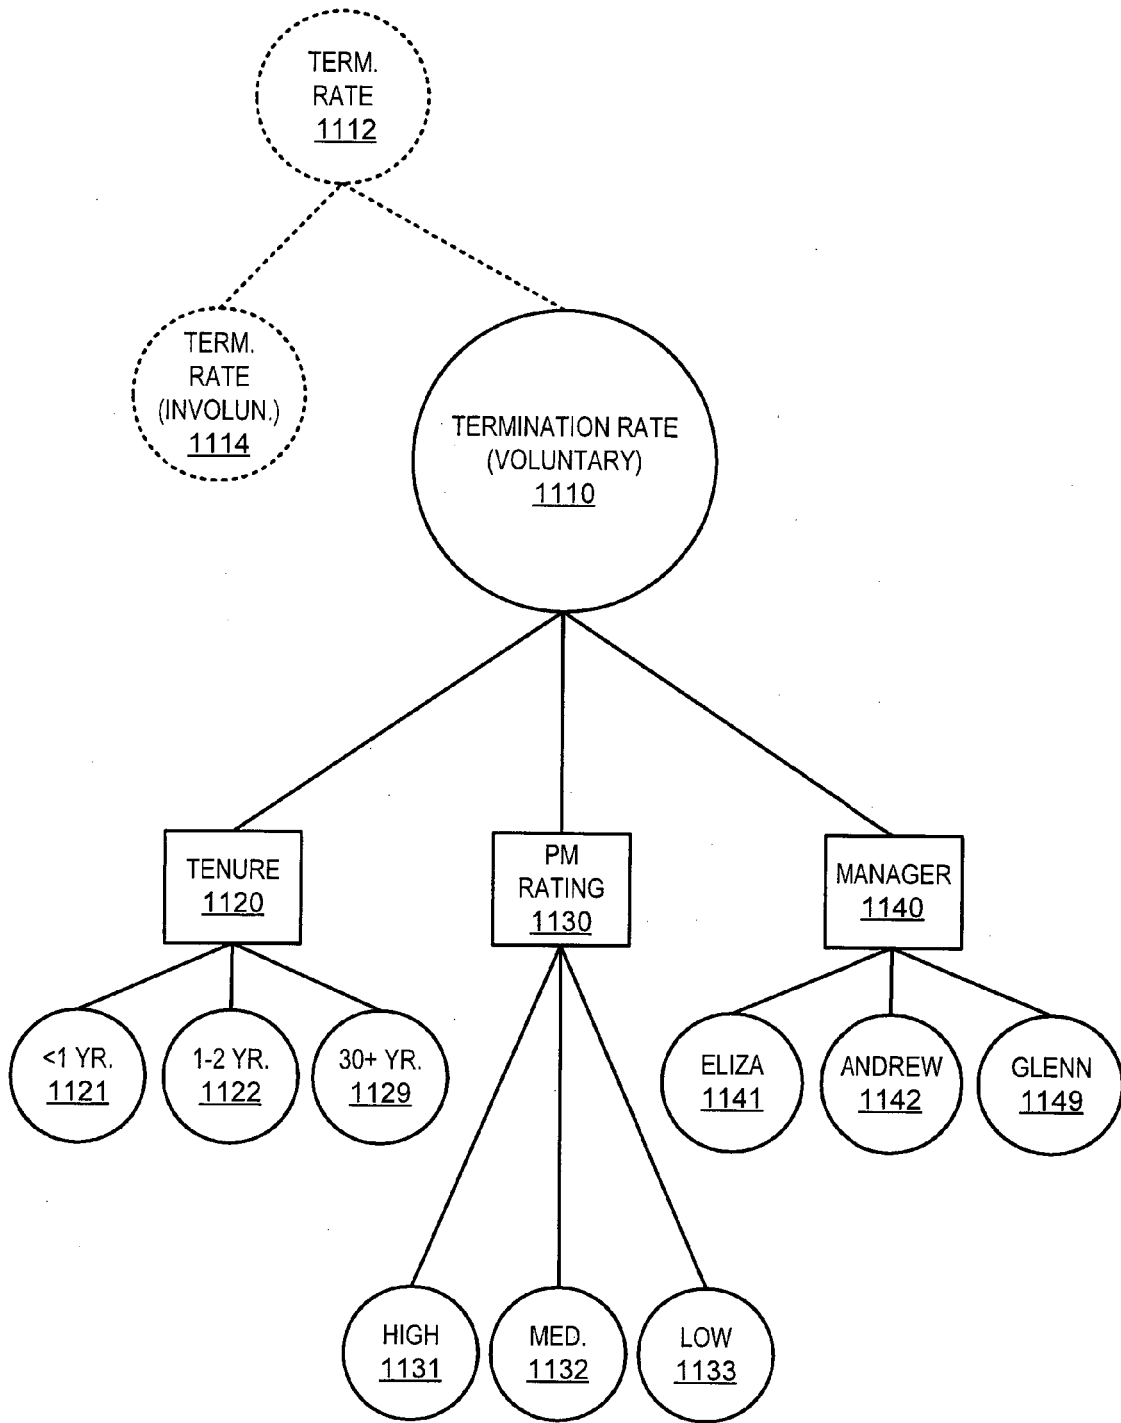 TERM.
RATE
1112
TERM.
RATE
(INVOLUN.)
1114
TERMINATION RATE
(VOLUNTARY)
1110
TENURE
1120
PM
RATING
1130
MANAGER
1140
<1 YR.
1121
1-2 YR.
1122
30+ YR.
1129
ELIZA
1141
ANDREW
1142
GLENN
1149
HIGH
1131
MED.
1132
LOW
1133